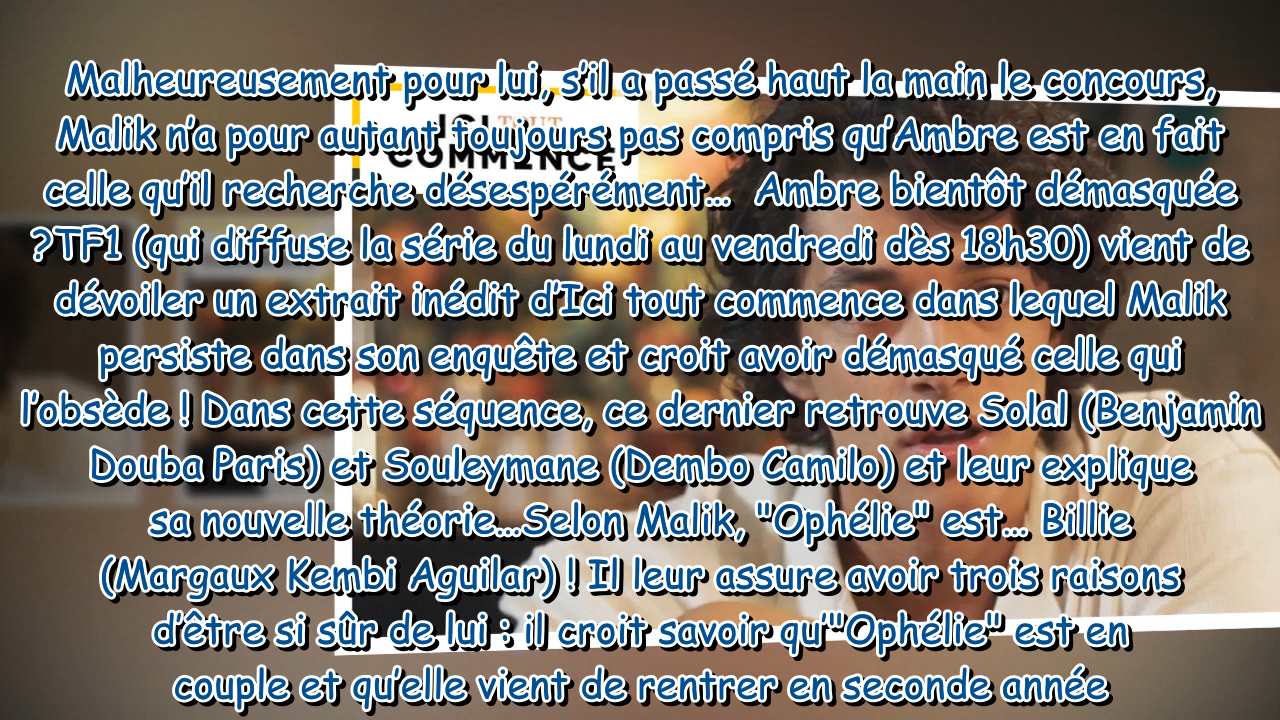 Malheureusement pour lui, s’il a passé haut la main le concours,
Malik n’a pour autant toujours pas compris qu’Ambre est en fait
celle qu’il recherche désespérément... Ambre bientôt démasquée
?TF1 (qui diffuse la série du lundi au vendredi dès 18h30) vient de
dévoiler un extrait inédit d’Ici tout commence dans lequel Malik
persiste dans son enquête et croit avoir démasqué celle qui
l’obsède ! Dans cette séquence, ce dernier retrouve Solal (Benjamin
Douba Paris) et Souleymane (Dembo Camilo) et leur explique
sa nouvelle théorie...Selon Malik, "Ophélie" est... Billie
(Margaux Kembi Aguilar) ! Il leur assure avoir trois raisons
d’être si sûr de lui : il croit savoir qu’"Ophélie" est en
couple et qu’elle vient de rentrer en seconde année
ICI TOUT
COMMENCE